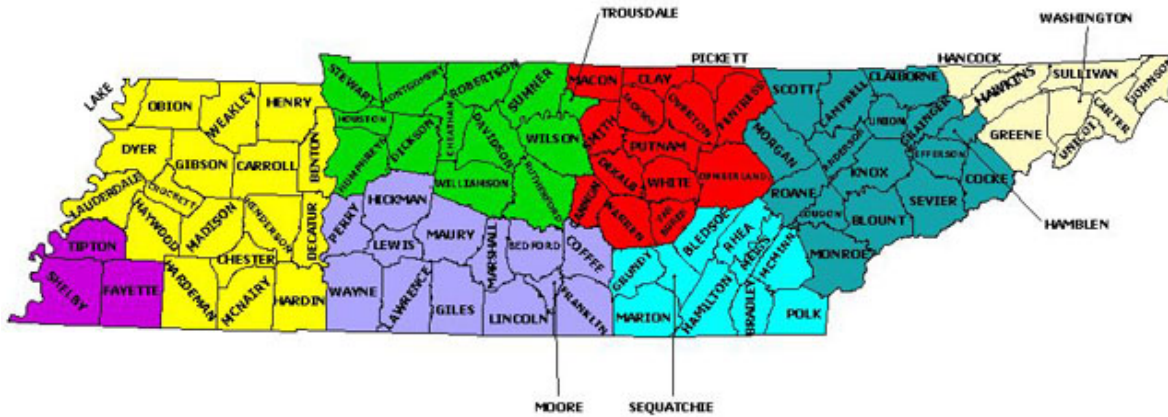 TROUSDALE
WASHINGTON
PICKETT
HANCOCK
LAKE
OBION
WEAKLEY
HENRY
STEWART
MONTGOMERY
ROBERTSON
SUMNER
MACON
CLAY
JACKSON
OVERTON
FENTRESS
SCOTT
CAMPBELL
CLAIBORNE
HAWKINS
SULLIVAN
JOHNSON
CARTER
DYER
GIBSON
CARROLL
BENTON
HOUSTON
HUMPHREYS
DICKSON
CHEATHAM
DAVIDSON
WILSON
SMITH
PUTNAM
MORGAN
ANDERSON
UNION
GRAINGER
GREENE
UNICOI
LAUDERDALE
CROCKETT
HAYWOOD
MADISON
HENDERSON
DECATUR
WILLIAMSON
RUTHERFORD
CANNON
DEKALB
WHITE
CUMBERLAND
ROANE
KNOX
JEFFERSON
COCKE
SEVIER
TIPTON
HICKMAN
PERRY
LEWIS
MAURY
MARSHALL
BEDFORD
COFFEE
WARREN
VAN
BUREN
BLEDSOE
RHEA
MEIGS
MCMINN
LOUDON
BLOUNT
MONROE
HAMBLEN
SHELBY
FAYETTE
HARDEMAN
CHESTER
MCNAIRY
HARDIN
WAYNE
LAWRENCE
GILES
LINCOLN
FRANKLIN
GRUNDY
MARION
HAMILTON
BRADLEY
POLK
MOORE
SEQUATCHIE